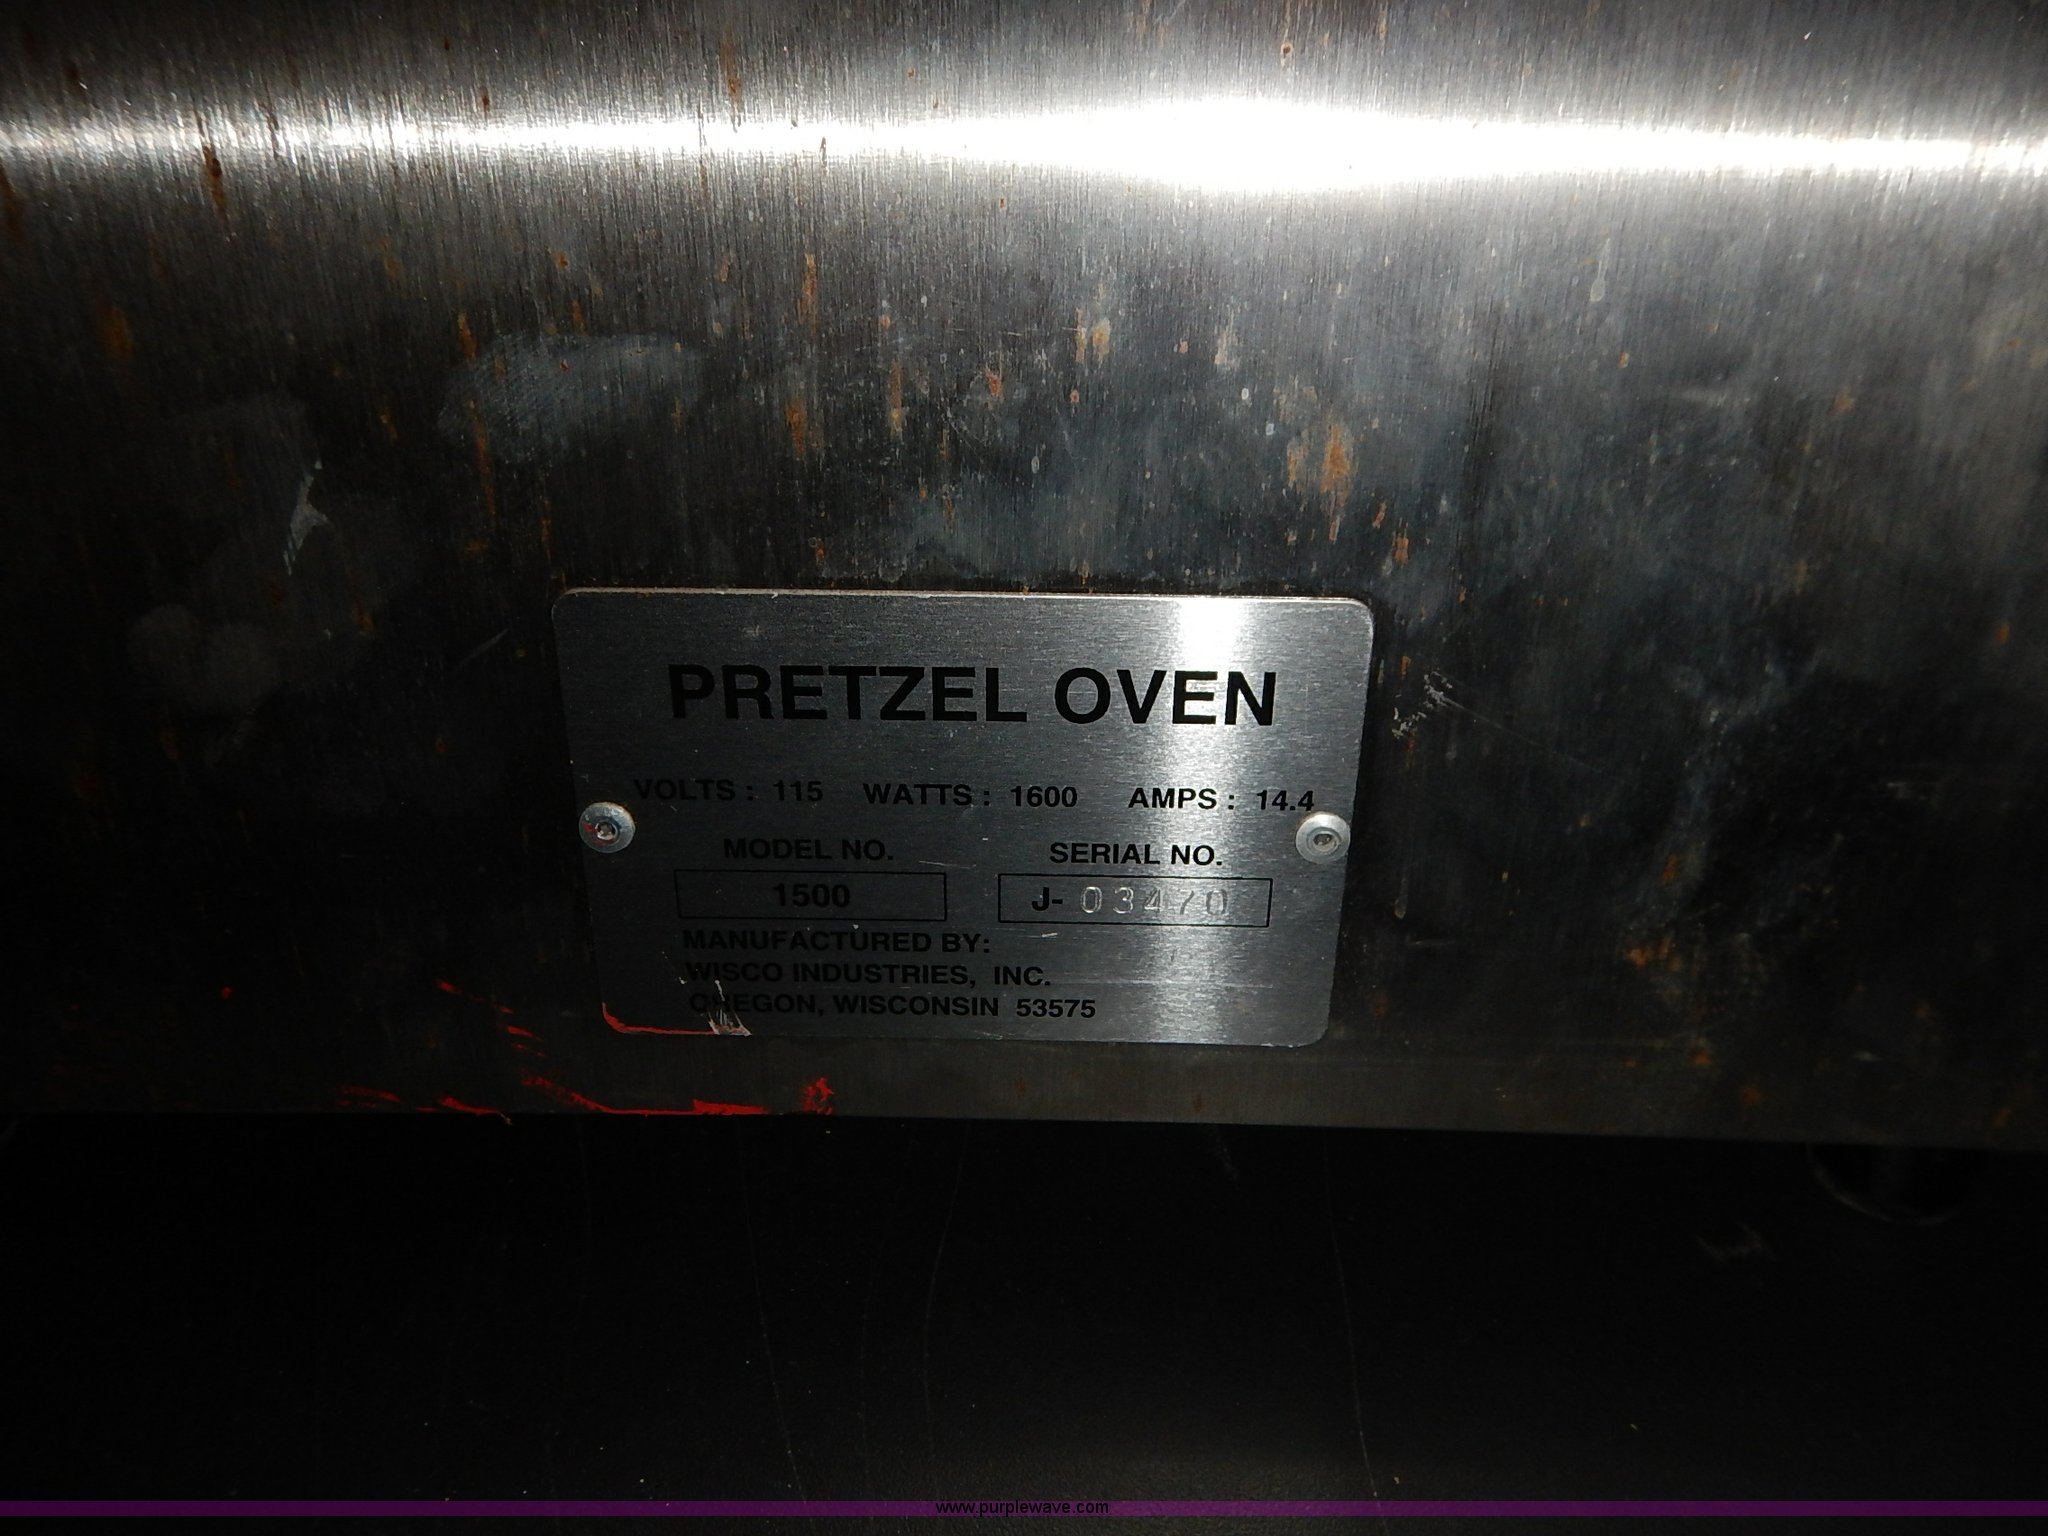 PRETZEL OVEN
VOLTS : 115 WATTS : 1600 AMPS : 14.4
MODEL NO. SERIAL NO.
1500 J- 03470
MANUFACTURED BY:
WISCO INDUSTRIES, INC.
OREGON, WISCONSIN 53575
www.purplewave.com